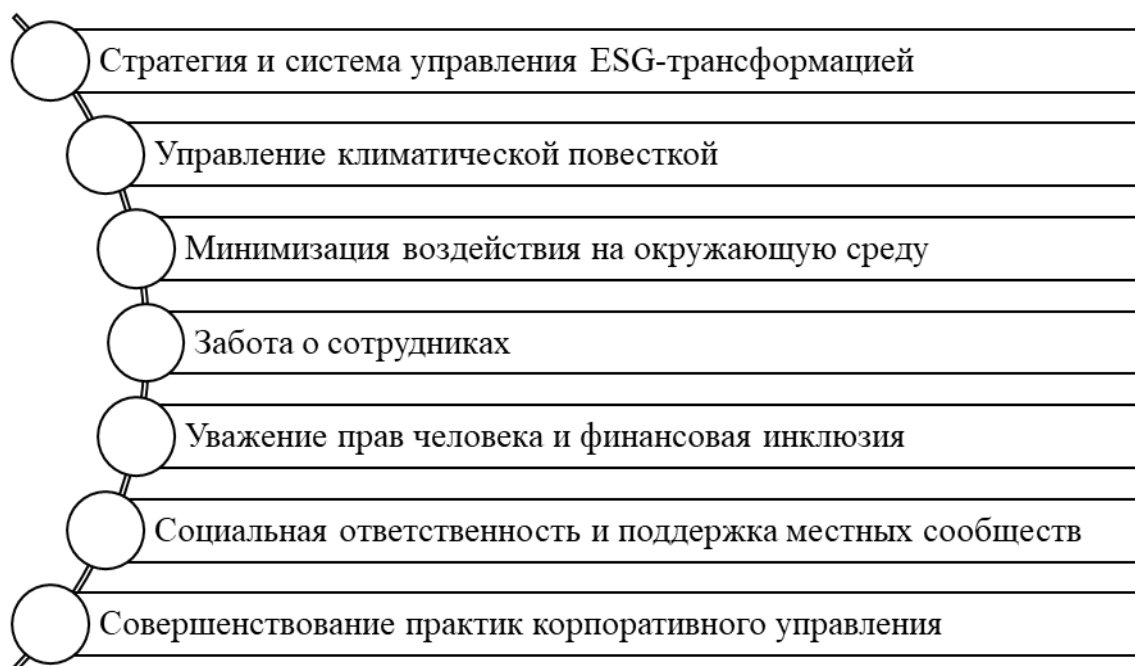 Стратегия и система управления ESG-трансформацией
Управление климатической повесткой
Минимизация воздействия на окружающую среду
Забота о сотрудниках
Уважение прав человека и финансовая инклюзия
Социальная ответственность и поддержка местных сообществ
Совершенствование практик корпоративного управления